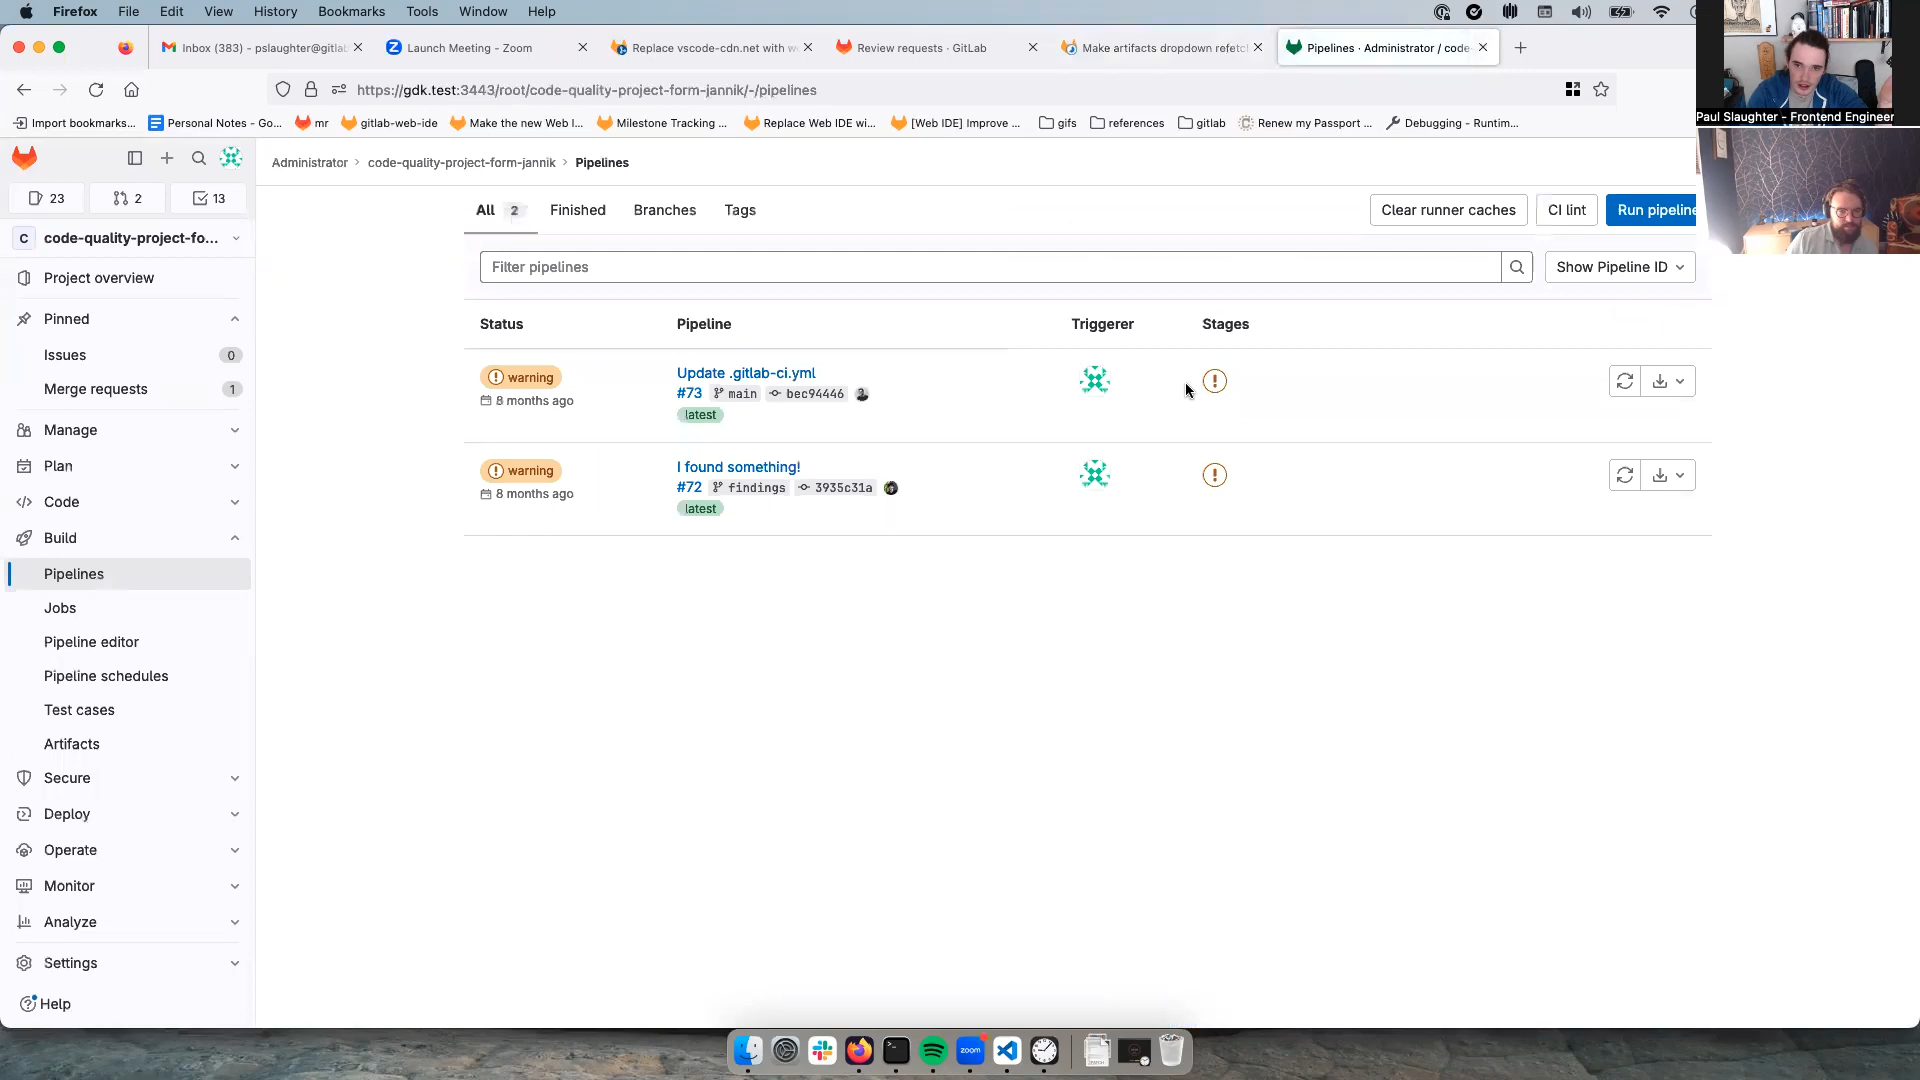 Firefox File Edit View History Bookmarks Tools Window Help
Inbox (383) - pslaughter@gitlab
Launch Meeting - Zoom
Replace vscode-cdn.net with w
Review requests · GitLab
Make artifacts dropdown refetc
Pipelines · Administrator / code-
https://gdk.test:3443/root/code-quality-project-form-jannik/-/pipelines
Import bookmarks...
Personal Notes - Go...
mr
gitlab-web-ide
Make the new Web I...
Milestone Tracking ...
Replace Web IDE wi...
[Web IDE] Improve ...
gifs
references
gitlab
Renew my Passport ...
Debugging - Runtim...
Paul Slaughter - Frontend Engineer
23
2
13
C code-quality-project-fo...
Project overview
Pinned
Issues 0
Merge requests 1
Manage
Plan
Code
Build
Pipelines
Jobs
Pipeline editor
Pipeline schedules
Test cases
Artifacts
Secure
Deploy
Operate
Monitor
Analyze
Settings
Help
Administrator > code-quality-project-form-jannik > Pipelines
All 2 Finished Branches Tags
Clear runner caches CI lint Run pipeline
Filter pipelines
Show Pipeline ID
Status Pipeline Triggerer Stages
warning
8 months ago
Update .gitlab-ci.yml
#73 main bec94446
latest
warning
8 months ago
I found something!
#72 findings 3935c31a
latest
zoom